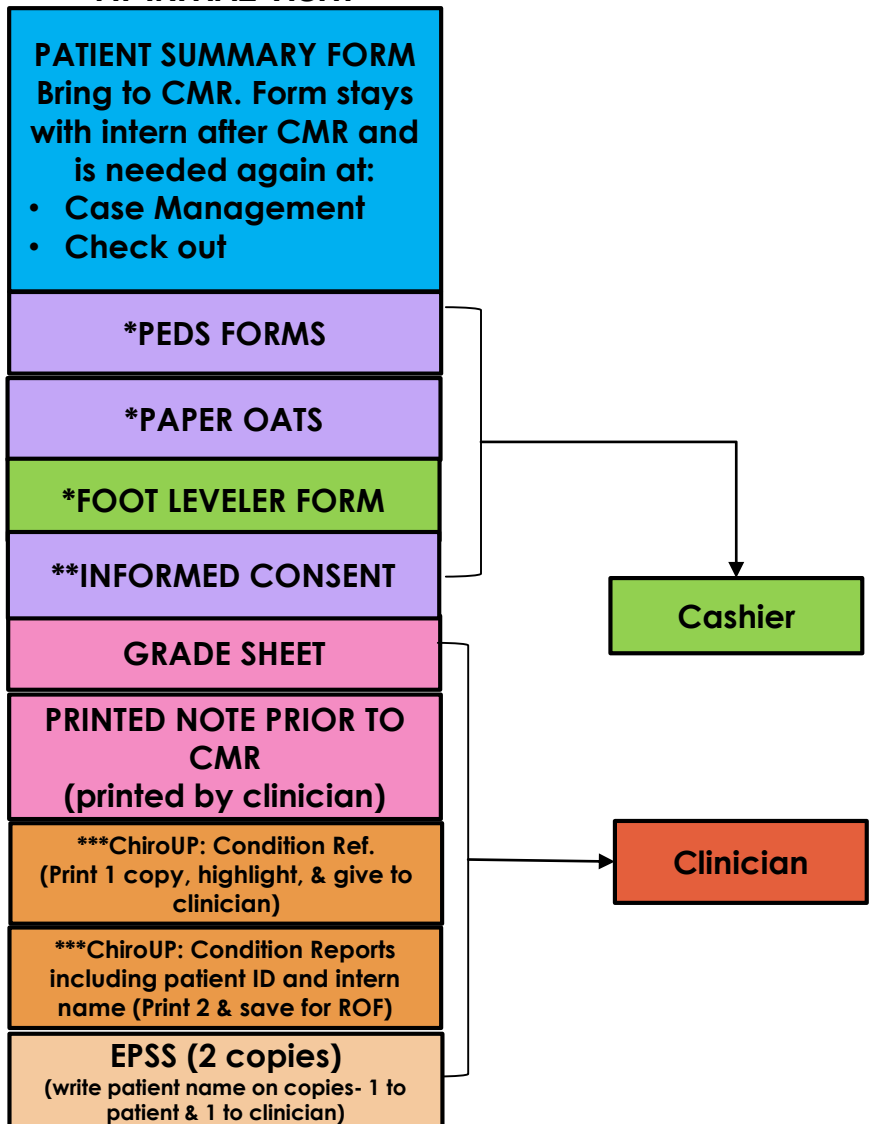 PATIENT SUMMARY FORM
Bring to CMR. Form stays
with intern after CMR and
is needed again at:
• Case Management
• Check out
*PEDS FORMS
*PAPER OATS
*FOOT LEVELER FORM
**INFORMED CONSENT
Cashier
GRADE SHEET
PRINTED NOTE PRIOR TO
CMR
(printed by clinician)
***ChiroUP: Condition Ref.
(Print 1 copy, highlight, & give to
clinician)
Clinician
***ChiroUP: Condition Reports
including patient ID and intern
name (Print 2 & save for ROF)
EPSS (2 copies)
(write patient name on copies- 1 to
patient & 1 to clinician)